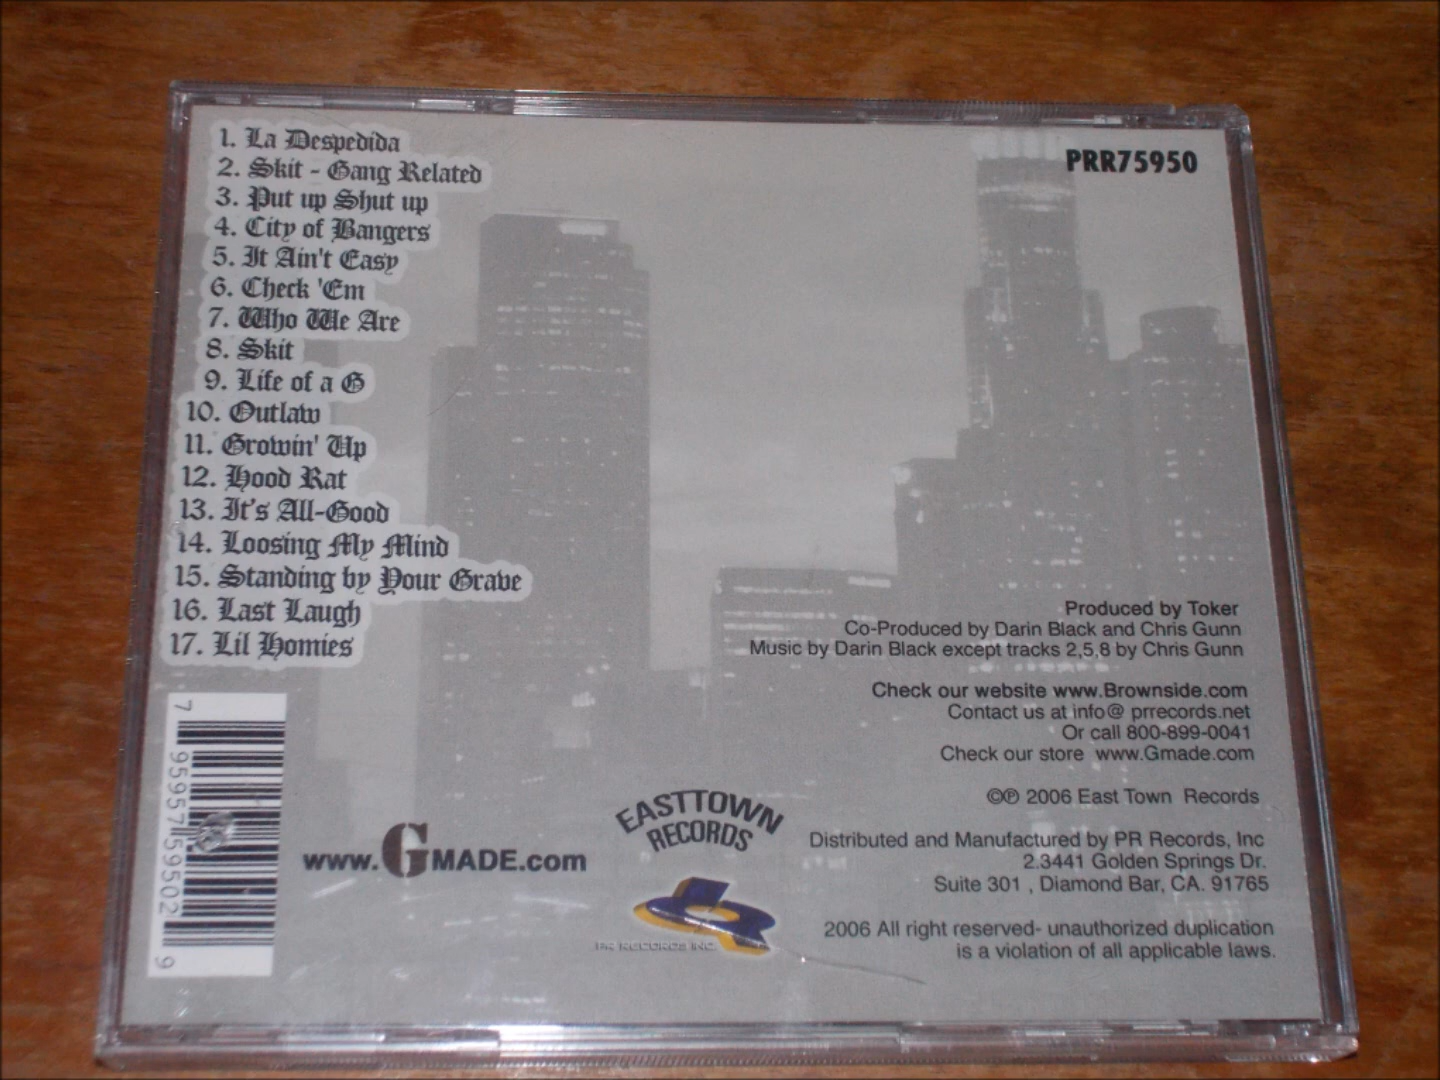 1. La Despedida
2. Skit - Gang Related
3. Put up Shut up
4. City of Bangers
5. It Ain't Easy
6. Check 'Em
7. Who We Are
8. Skit
9. Life of a G
10. Outlaw
11. Growin' Up
12. Hood Rat
13. It's All-Good
14. Loosing My Mind
15. Standing by Your Grave
16. Last Laugh
17. Lil Homies
PRR75950
Produced by Toker
Co-Produced by Darin Black and Chris Gunn
Music by Darin Black except tracks 2,5,8 by Chris Gunn
Check our website www.Brownside.com
Contact us at info@ prrecords.net
Or call 800-899-0041
Check our store www.Gmade.com
©℗ 2006 East Town Records
Distributed and Manufactured by PR Records, Inc
2.3441 Golden Springs Dr.
Suite 301 , Diamond Bar, CA. 91765
2006 All right reserved- unauthorized duplication
is a violation of all applicable laws.
7 95957 59502 9
www.GMADE.com
EASTTOWN
RECORDS
PR RECORDS INC.